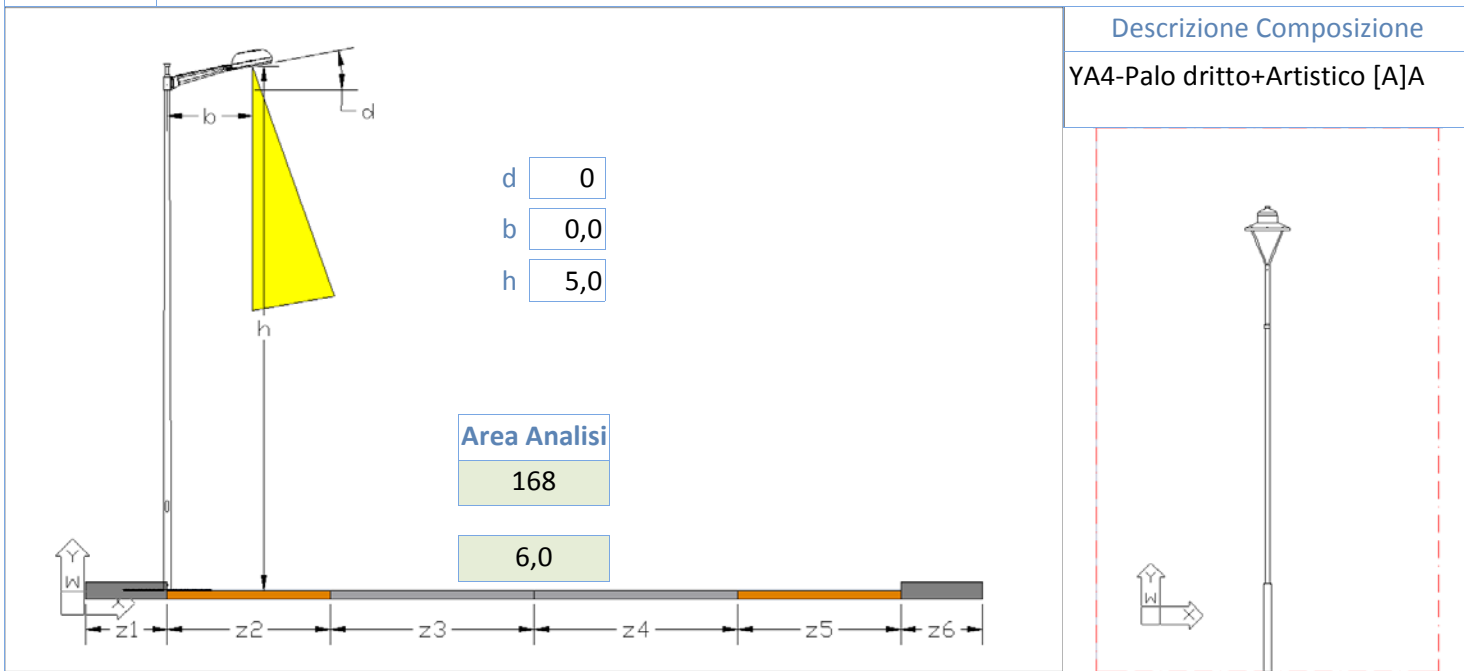 Descrizione Composizione
YA4-Palo dritto+Artistico [A]A
b
d
d 0
b 0,0
h 5,0
h
Area Analisi
168
6,0
Y
W
X
z1 z2 z3 z4 z5 z6
Y
W
X